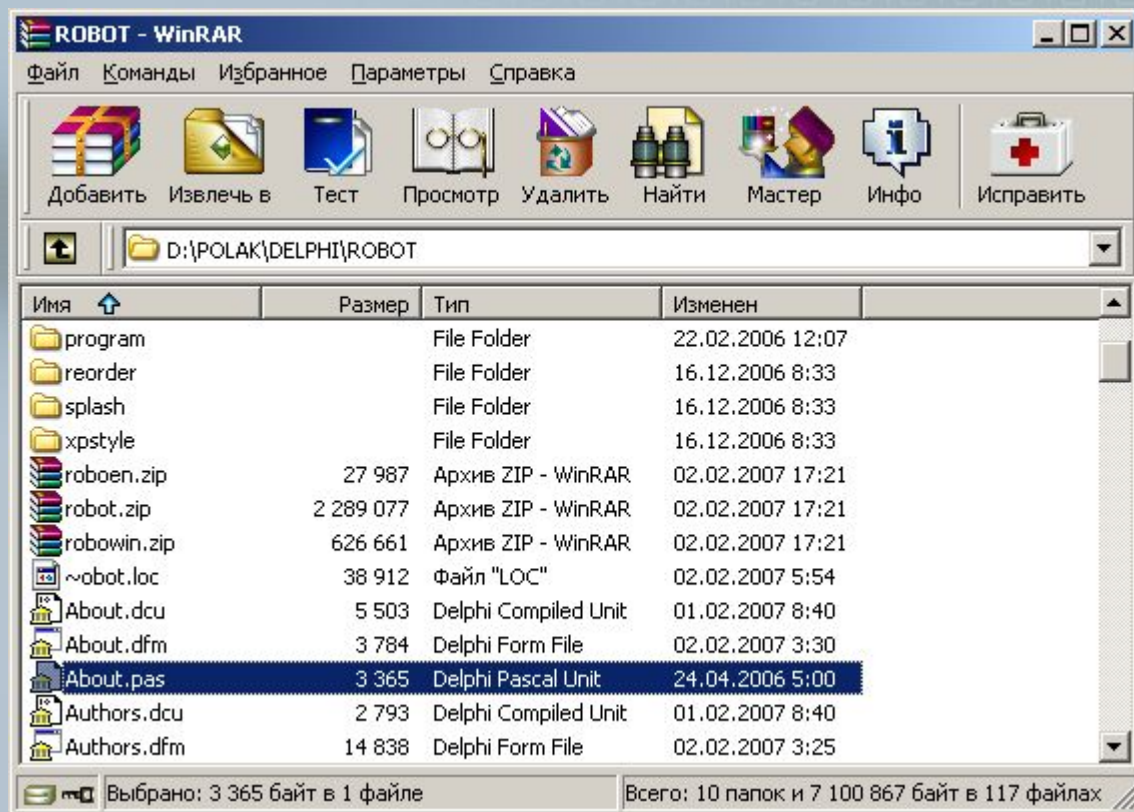 ROBOT - WinRAR
Файл Команды Избранное Параметры Справка
Добавить Извлечь в Тест Просмотр Удалить Найти Мастер Инфо Исправить
D:\POLAK\DELPHI\ROBOT
Имя Размер Тип Изменен
program File Folder 22.02.2006 12:07
reorder File Folder 16.12.2006 8:33
splash File Folder 16.12.2006 8:33
xpstyle File Folder 16.12.2006 8:33
roboen.zip 27 987 Архив ZIP - WinRAR 02.02.2007 17:21
robot.zip 2 289 077 Архив ZIP - WinRAR 02.02.2007 17:21
robowin.zip 626 661 Архив ZIP - WinRAR 02.02.2007 17:21
~obot.loc 38 912 Файл "LOC" 02.02.2007 5:54
About.dcu 5 503 Delphi Compiled Unit 01.02.2007 8:40
About.dfm 3 784 Delphi Form File 02.02.2007 3:30
About.pas 3 365 Delphi Pascal Unit 24.04.2006 5:00
Authors.dcu 2 793 Delphi Compiled Unit 01.02.2007 8:40
Authors.dfm 14 838 Delphi Form File 02.02.2007 3:25
Выбрано: 3 365 байт в 1 файле Всего: 10 папок и 7 100 867 байт в 117 файлах